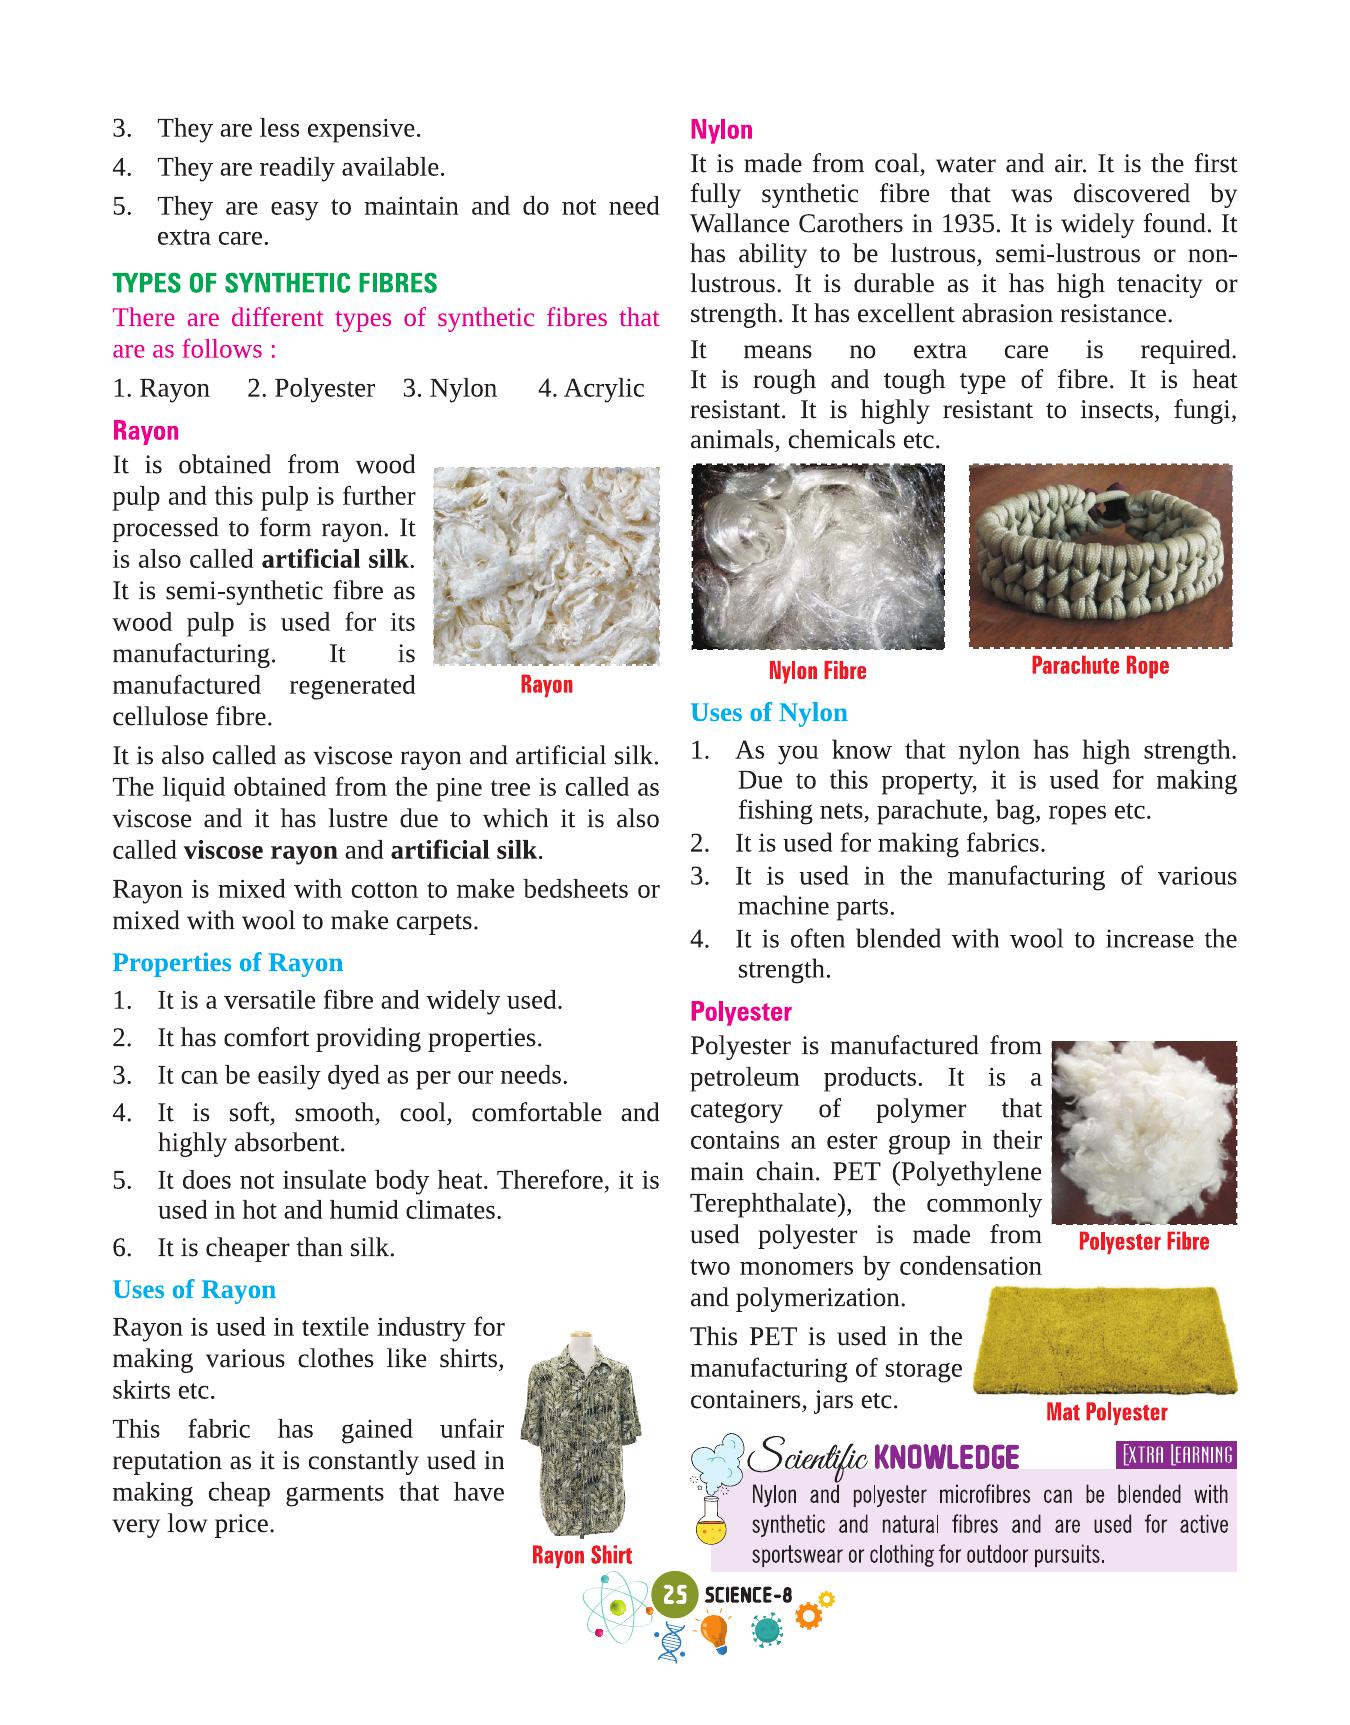 3. They are less expensive.
4. They are readily available.
5. They are easy to maintain and do not need
extra care.
TYPES OF SYNTHETIC FIBRES
There are different types of synthetic fibres that
are as follows :
1. Rayon 2. Polyester 3. Nylon 4. Acrylic
Rayon
It is obtained from wood
pulp and this pulp is further
processed to form rayon. It
is also called artificial silk.
It is semi-synthetic fibre as
wood pulp is used for its
manufacturing. It is
manufactured regenerated
cellulose fibre.
Rayon
It is also called as viscose rayon and artificial silk.
The liquid obtained from the pine tree is called as
viscose and it has lustre due to which it is also
called viscose rayon and artificial silk.
Rayon is mixed with cotton to make bedsheets or
mixed with wool to make carpets.
Properties of Rayon
1. It is a versatile fibre and widely used.
2. It has comfort providing properties.
3. It can be easily dyed as per our needs.
4. It is soft, smooth, cool, comfortable and
highly absorbent.
5. It does not insulate body heat. Therefore, it is
used in hot and humid climates.
6. It is cheaper than silk.
Uses of Rayon
Rayon is used in textile industry for
making various clothes like shirts,
skirts etc.
This fabric has gained unfair
reputation as it is constantly used in
making cheap garments that have
very low price.
Rayon Shirt
Nylon
It is made from coal, water and air. It is the first
fully synthetic fibre that was discovered by
Wallance Carothers in 1935. It is widely found. It
has ability to be lustrous, semi-lustrous or non-
lustrous. It is durable as it has high tenacity or
strength. It has excellent abrasion resistance.
It means no extra care is required.
It is rough and tough type of fibre. It is heat
resistant. It is highly resistant to insects, fungi,
animals, chemicals etc.
Nylon Fibre
Parachute Rope
Uses of Nylon
1. As you know that nylon has high strength.
Due to this property, it is used for making
fishing nets, parachute, bag, ropes etc.
2. It is used for making fabrics.
3. It is used in the manufacturing of various
machine parts.
4. It is often blended with wool to increase the
strength.
Polyester
Polyester is manufactured from
petroleum products. It is a
category of polymer that
contains an ester group in their
main chain. PET (Polyethylene
Terephthalate), the commonly
used polyester is made from
two monomers by condensation
and polymerization.
Polyester Fibre
This PET is used in the
manufacturing of storage
containers, jars etc.
Mat Polyester
Scientific KNOWLEDGE
EXTRA LEARNING
Nylon and polyester microfibres can be blended with
synthetic and natural fibres and are used for active
sportswear or clothing for outdoor pursuits.
25 SCIENCE-8